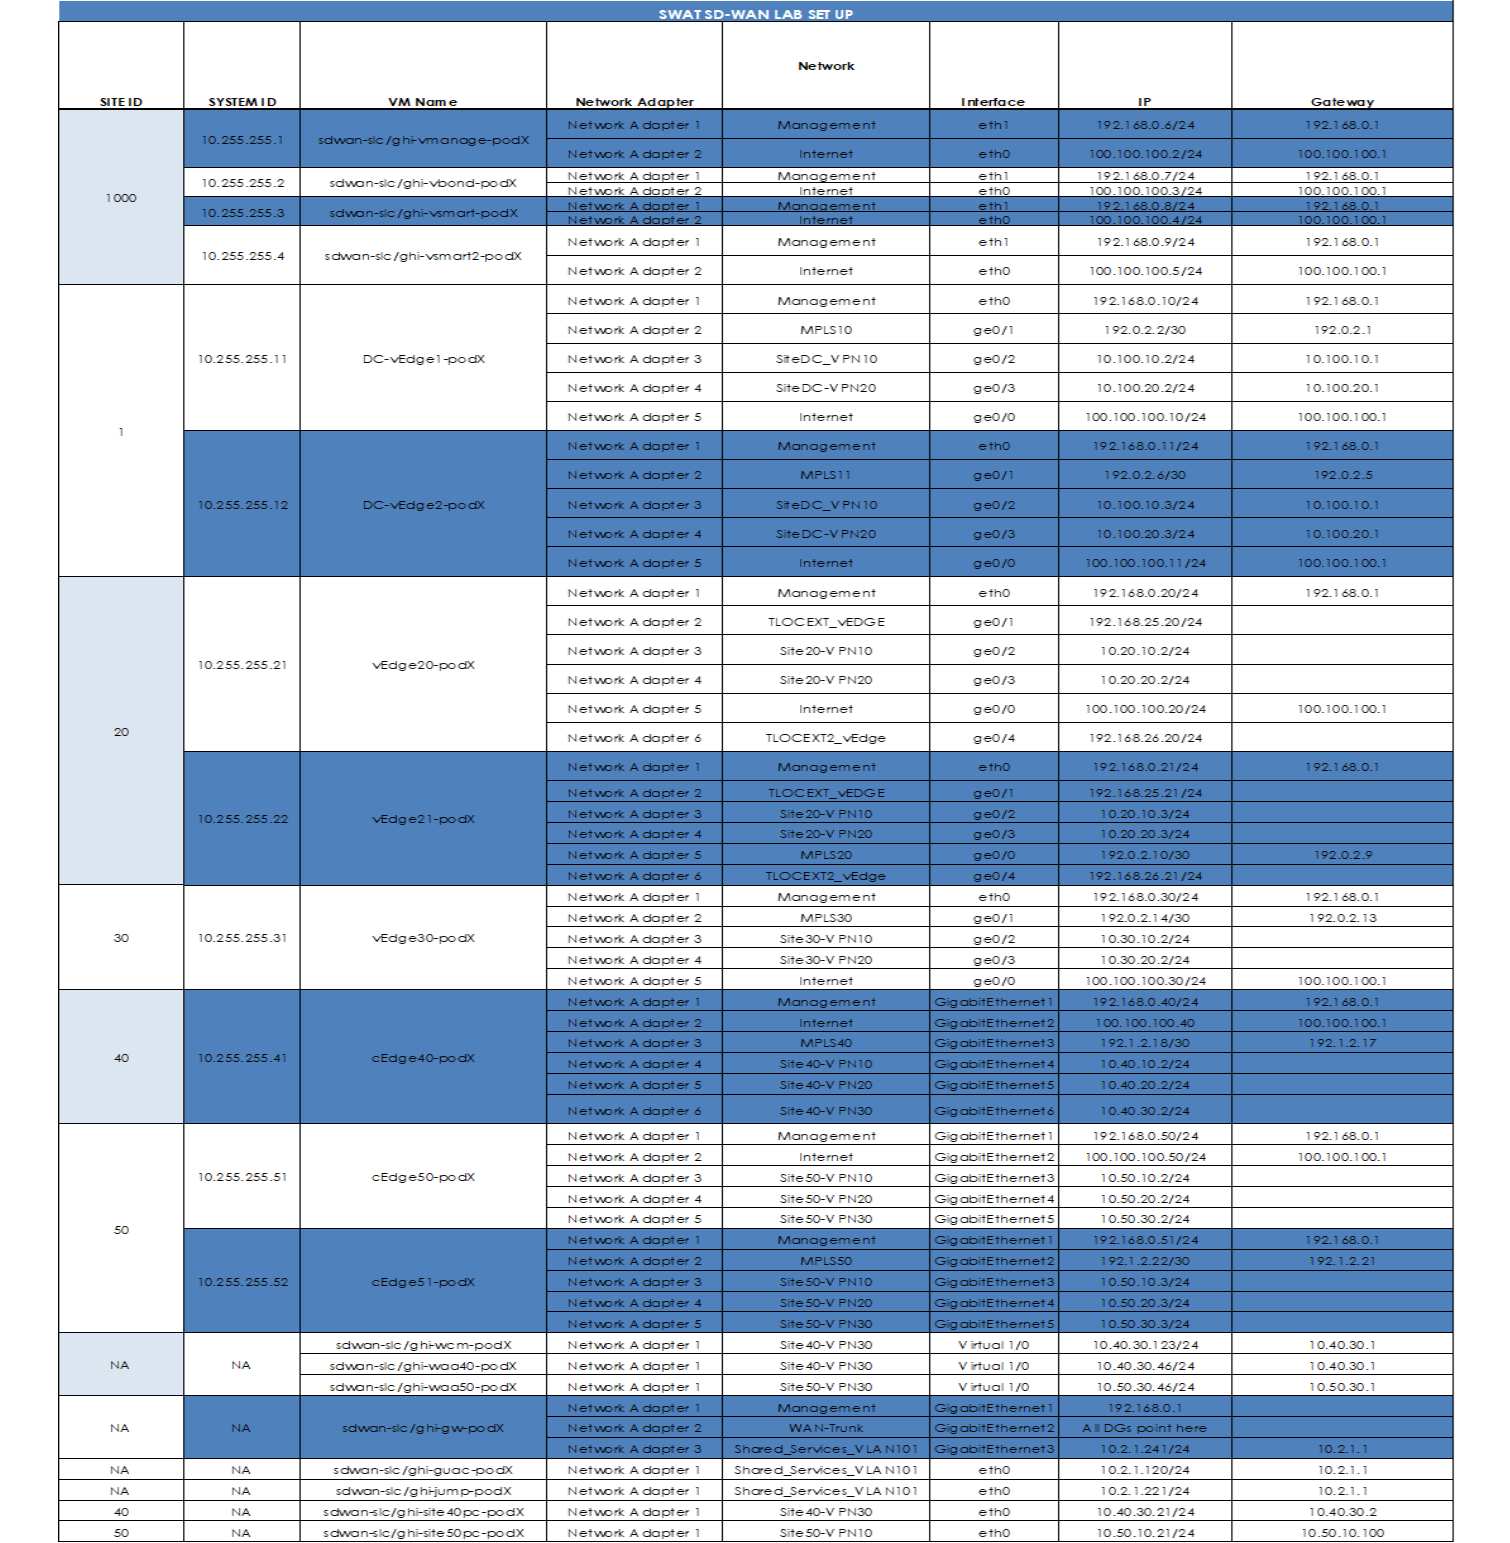 SWAT SD-WAN LAB SET UP
SITE ID SYSTEM ID VM Name Network Adapter Network Interface IP Gateway
1000 10.255.255.1 sdwan-slc/ghi-vmanage-podX Network Adapter 1 Management eth1 192.168.0.6/24 192.168.0.1
Network Adapter 2 Internet eth0 100.100.100.2/24 100.100.100.1
10.255.255.2 sdwan-slc/ghi-vbond-podX Network Adapter 1 Management eth1 192.168.0.7/24 192.168.0.1
Network Adapter 2 Internet eth0 100.100.100.3/24 100.100.100.1
10.255.255.3 sdwan-slc/ghi-vsmart-podX Network Adapter 1 Management eth1 192.168.0.8/24 192.168.0.1
Network Adapter 2 Internet eth0 100.100.100.4/24 100.100.100.1
10.255.255.4 sdwan-slc/ghi-vsmart2-podX Network Adapter 1 Management eth1 192.168.0.9/24 192.168.0.1
Network Adapter 2 Internet eth0 100.100.100.5/24 100.100.100.1
1 10.255.255.11 DC-vEdge1-podX Network Adapter 1 Management eth0 192.168.0.10/24 192.168.0.1
Network Adapter 2 MPLS10 ge0/1 192.0.2.2/30 192.0.2.1
Network Adapter 3 SiteDC_VPN10 ge0/2 10.100.10.2/24 10.100.10.1
Network Adapter 4 SiteDC-VPN20 ge0/3 10.100.20.2/24 10.100.20.1
Network Adapter 5 Internet ge0/0 100.100.100.10/24 100.100.100.1
10.255.255.12 DC-vEdge2-podX Network Adapter 1 Management eth0 192.168.0.11/24 192.168.0.1
Network Adapter 2 MPLS11 ge0/1 192.0.2.6/30 192.0.2.5
Network Adapter 3 SiteDC_VPN10 ge0/2 10.100.10.3/24 10.100.10.1
Network Adapter 4 SiteDC-VPN20 ge0/3 10.100.20.3/24 10.100.20.1
Network Adapter 5 Internet ge0/0 100.100.100.11/24 100.100.100.1
20 10.255.255.21 vEdge20-podX Network Adapter 1 Management eth0 192.168.0.20/24 192.168.0.1
Network Adapter 2 TLOCEXT_vEDGE ge0/1 192.168.25.20/24
Network Adapter 3 Site20-VPN10 ge0/2 10.20.10.2/24
Network Adapter 4 Site20-VPN20 ge0/3 10.20.20.2/24
Network Adapter 5 Internet ge0/0 100.100.100.20/24 100.100.100.1
Network Adapter 6 TLOCEXT2_vEdge ge0/4 192.168.26.20/24
10.255.255.22 vEdge21-podX Network Adapter 1 Management eth0 192.168.0.21/24 192.168.0.1
Network Adapter 2 TLOCEXT_vEDGE ge0/1 192.168.25.21/24
Network Adapter 3 Site20-VPN10 ge0/2 10.20.10.3/24
Network Adapter 4 Site20-VPN20 ge0/3 10.20.20.3/24
Network Adapter 5 MPLS20 ge0/0 192.0.2.10/30 192.0.2.9
Network Adapter 6 TLOCEXT2_vEdge ge0/4 192.168.26.21/24
30 10.255.255.31 vEdge30-podX Network Adapter 1 Management eth0 192.168.0.30/24 192.168.0.1
Network Adapter 2 MPLS30 ge0/1 192.0.2.14/30 192.0.2.13
Network Adapter 3 Site30-VPN10 ge0/2 10.30.10.2/24
Network Adapter 4 Site30-VPN20 ge0/3 10.30.20.2/24
Network Adapter 5 Internet ge0/0 100.100.100.30/24 100.100.100.1
40 10.255.255.41 cEdge40-podX Network Adapter 1 Management GigabitEthernet1 192.168.0.40/24 192.168.0.1
Network Adapter 2 Internet GigabitEthernet2 100.100.100.40 100.100.100.1
Network Adapter 3 MPLS40 GigabitEthernet3 192.1.2.18/30 192.1.2.17
Network Adapter 4 Site40-VPN10 GigabitEthernet4 10.40.10.2/24
Network Adapter 5 Site40-VPN20 GigabitEthernet5 10.40.20.2/24
Network Adapter 6 Site40-VPN30 GigabitEthernet6 10.40.30.2/24
50 10.255.255.51 cEdge50-podX Network Adapter 1 Management GigabitEthernet1 192.168.0.50/24 192.168.0.1
Network Adapter 2 Internet GigabitEthernet2 100.100.100.50/24 100.100.100.1
Network Adapter 3 Site50-VPN10 GigabitEthernet3 10.50.10.2/24
Network Adapter 4 Site50-VPN20 GigabitEthernet4 10.50.20.2/24
Network Adapter 5 Site50-VPN30 GigabitEthernet5 10.50.30.2/24
10.255.255.52 cEdge51-podX Network Adapter 1 Management GigabitEthernet1 192.168.0.51/24 192.168.0.1
Network Adapter 2 MPLS50 GigabitEthernet2 192.1.2.22/30 192.1.2.21
Network Adapter 3 Site50-VPN10 GigabitEthernet3 10.50.10.3/24
Network Adapter 4 Site50-VPN20 GigabitEthernet4 10.50.20.3/24
Network Adapter 5 Site50-VPN30 GigabitEthernet5 10.50.30.3/24
NA NA sdwan-slc/ghi-wcm-podX Network Adapter 1 Site40-VPN30 Virtual 1/0 10.40.30.123/24 10.40.30.1
sdwan-slc/ghi-waa40-podX Network Adapter 1 Site40-VPN30 Virtual 1/0 10.40.30.46/24 10.40.30.1
sdwan-slc/ghi-waa50-podX Network Adapter 1 Site50-VPN30 Virtual 1/0 10.50.30.46/24 10.50.30.1
NA NA sdwan-slc/ghi-gw-podX Network Adapter 1 Management GigabitEthernet1 192.168.0.1
Network Adapter 2 WAN-Trunk GigabitEthernet2 All DGs point here
Network Adapter 3 Shared_Services_VLAN101 GigabitEthernet3 10.2.1.241/24 10.2.1.1
NA NA sdwan-slc/ghi-guac-podX Network Adapter 1 Shared_Services_VLAN101 eth0 10.2.1.120/24 10.2.1.1
NA NA sdwan-slc/ghi-jump-podX Network Adapter 1 Shared_Services_VLAN101 eth0 10.2.1.221/24 10.2.1.1
40 NA sdwan-slc/ghi-site40pc-podX Network Adapter 1 Site40-VPN30 eth0 10.40.30.21/24 10.40.30.2
50 NA sdwan-slc/ghi-site50pc-podX Network Adapter 1 Site50-VPN10 eth0 10.50.10.21/24 10.50.10.100